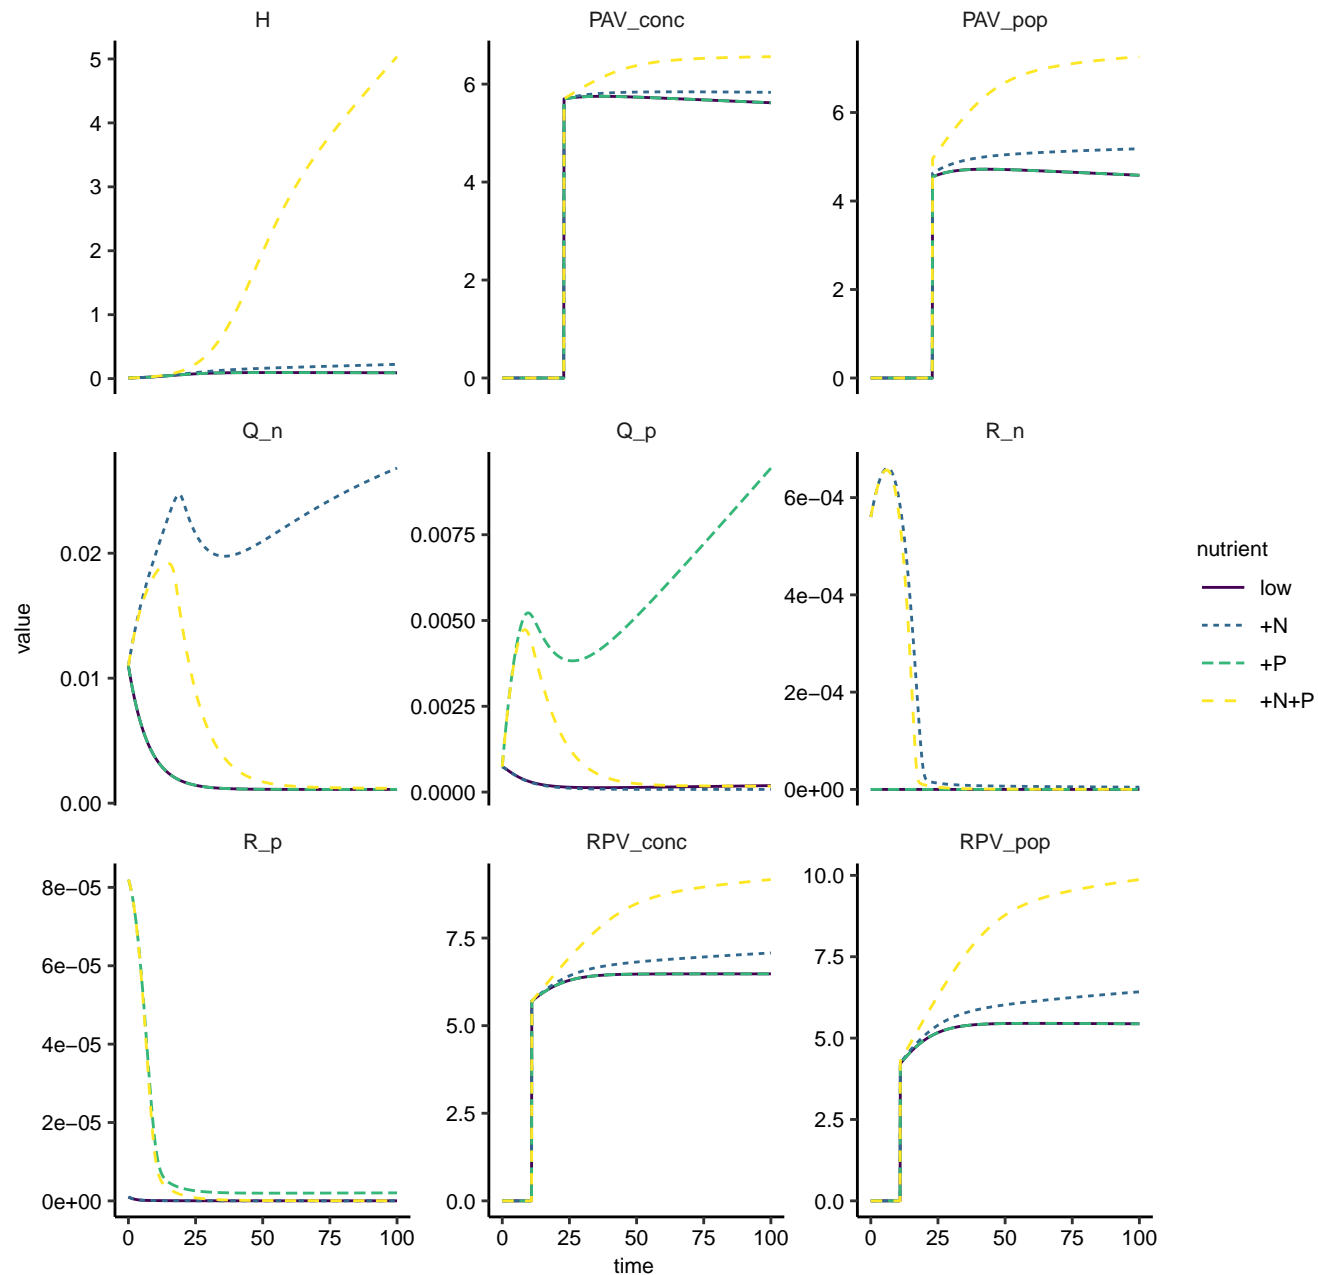 H
PAV_conc
PAV_pop
5
4
3
2
1
0
6
4
2
0
6
4
2
0
Q_n
Q_p
R_n
0.02
0.01
0.00
0.0075
0.0050
0.0025
0.0000
6e−04
4e−04
2e−04
0e+00
value
nutrient
low
+N
+P
+N+P
R_p
RPV_conc
RPV_pop
8e−05
6e−05
4e−05
2e−05
0e+00
7.5
5.0
2.5
0.0
10.0
7.5
5.0
2.5
0.0
0 25 50 75 100
0 25 50 75 100
0 25 50 75 100
time